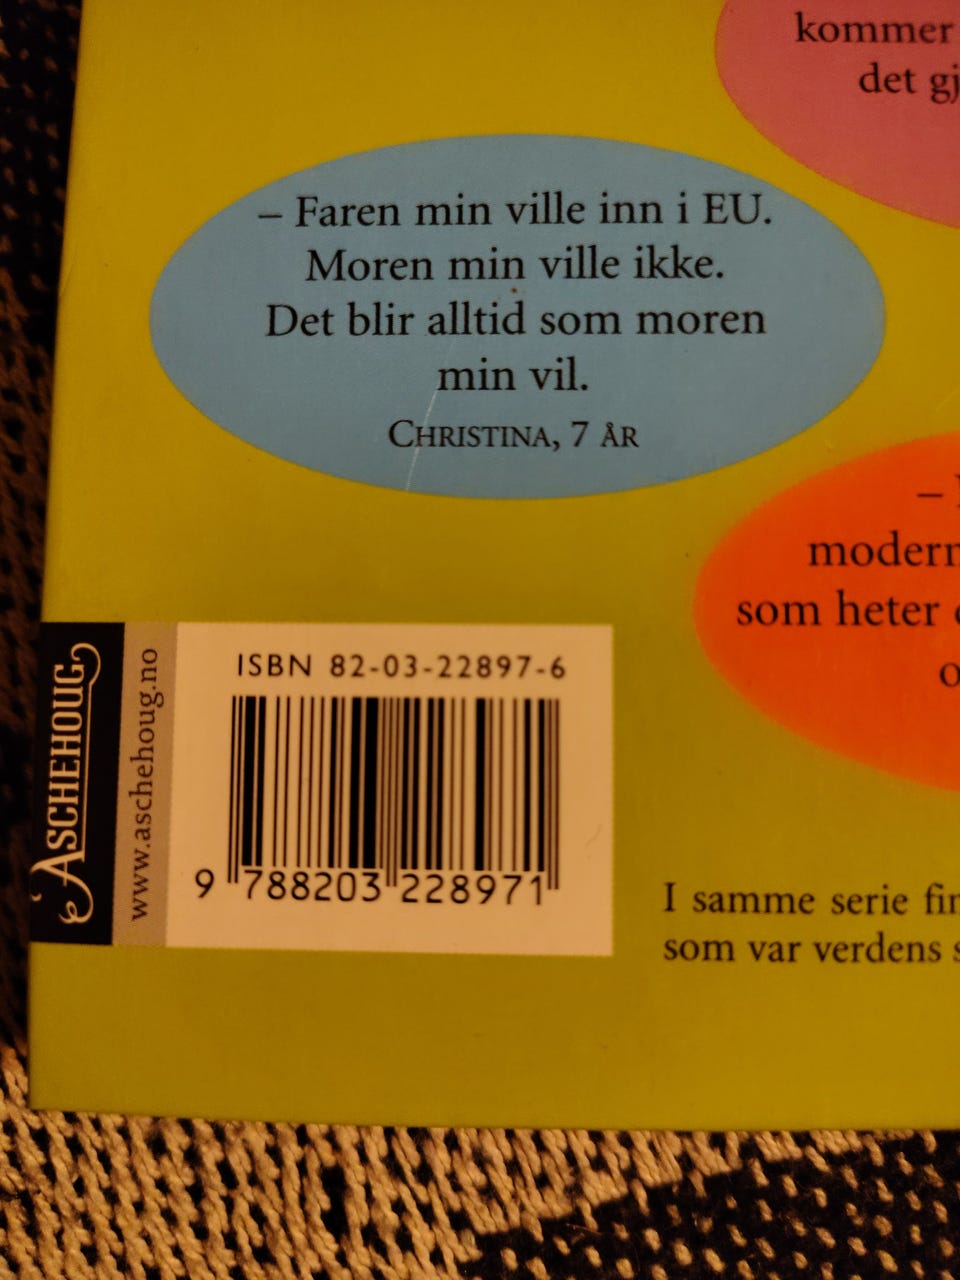 kommer
det gj
– Faren min ville inn i EU.
Moren min ville ikke.
Det blir alltid som moren
min vil.
CHRISTINA, 7 ÅR
–
modern
som heter
o
ISBN 82-03-22897-6
9 788203 228971
ASCHEHOUG
www.aschehoug.no
I samme serie fin
som var verdens s